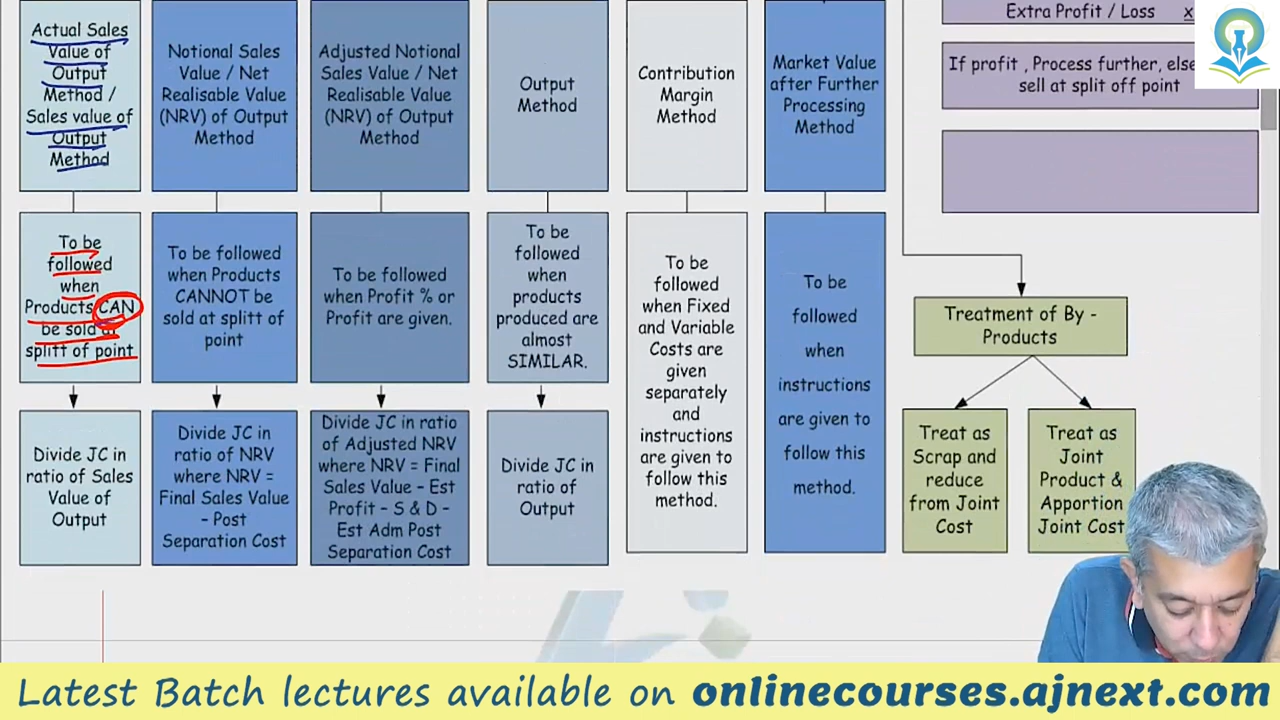 Actual Sales
Value of
Output
Method /
Sales value of
Output
Method
Notional Sales
Value / Net
Realisable Value
(NRV) of Output
Method
Adjusted Notional
Sales Value / Net
Realisable Value
(NRV) of Output
Method
Output
Method
Contribution
Margin
Method
Market Value
after Further
Processing
Method
Extra Profit / Loss x
If profit , Process further, else
sell at split off point
To be
followed
when
Products CAN
be sold at
splitt of point
To be followed
when Products
CANNOT be
sold at splitt of
point
To be followed
when Profit % or
Profit are given.
To be
followed
when
products
produced are
almost
SIMILAR.
To be
followed
when Fixed
and Variable
Costs are
given
separately
and
instructions
are given to
follow this
method.
To be
followed
when
instructions
are given to
follow this
method.
Treatment of By -
Products
Divide JC in
ratio of Sales
Value of
Output
Divide JC in
ratio of NRV
where NRV =
Final Sales Value
– Post
Separation Cost
Divide JC in ratio
of Adjusted NRV
where NRV = Final
Sales Value – Est
Profit – S & D –
Est Adm Post
Separation Cost
Divide JC in
ratio of
Output
Treat as
Scrap and
reduce
from Joint
Cost
Treat as
Joint
Product &
Apportion
Joint Cost
Latest Batch lectures available on onlinecourses.ajnext.com